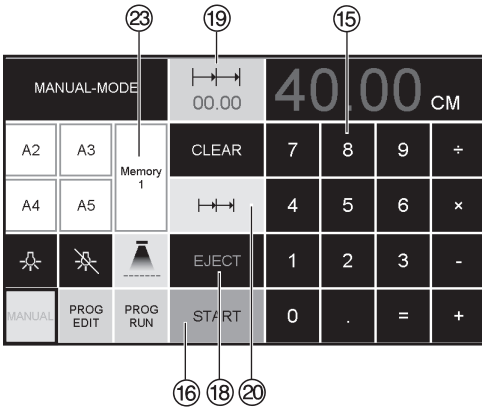 23 19 15
MANUAL-MODE 00.00 40.00 CM
A2 A3 Memory 1 CLEAR 7 8 9 ÷
A4 A5 4 5 6 ×
EJECT 1 2 3 -
MANUAL PROG EDIT PROG RUN START 0 . = +
16 18 20